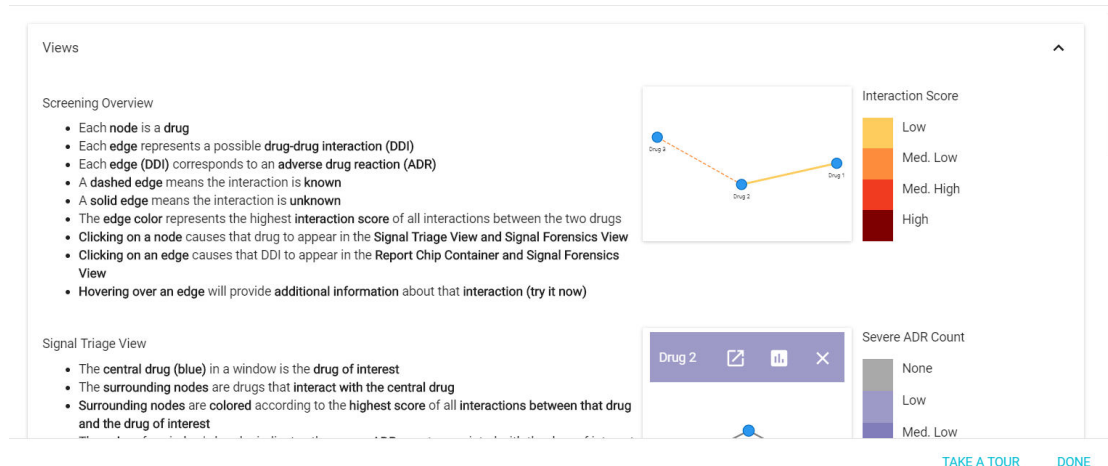 Views
Screening Overview
• Each node is a drug
• Each edge represents a possible drug-drug interaction (DDI)
• Each edge (DDI) corresponds to an adverse drug reaction (ADR)
• A dashed edge means the interaction is known
• A solid edge means the interaction is unknown
• The edge color represents the highest interaction score of all interactions between the two drugs
• Clicking on a node causes that drug to appear in the Signal Triage View and Signal Forensics View
• Clicking on an edge causes that DDI to appear in the Report Chip Container and Signal Forensics
View
• Hovering over an edge will provide additional information about that interaction (try it now)
Drug 2
Drug 1
Interaction Score
Low
Med. Low
Med. High
High
Signal Triage View
• The central drug (blue) in a window is the drug of interest
• The surrounding nodes are drugs that interact with the central drug
• Surrounding nodes are colored according to the highest score of all interactions between that drug
and the drug of interest
Drug 2
Severe ADR Count
None
Low
Med. Low
TAKE A TOUR
DONE